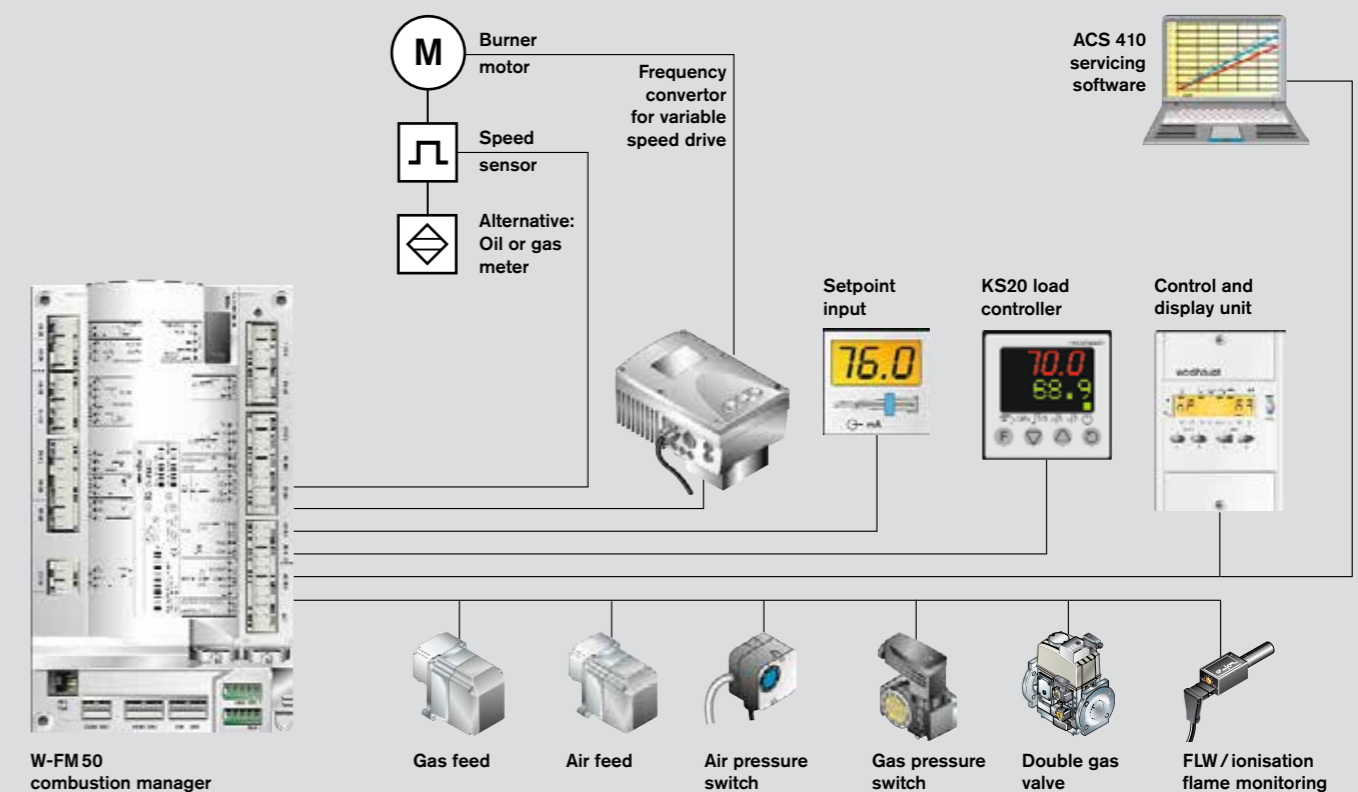 M
Burner
motor
Speed
sensor
Alternative:
Oil or gas
meter
Frequency
convertor
for variable
speed drive
ACS 410
servicing
software
Setpoint
input
76.0
mA
KS20 load
controller
70.0
68.9
F
Control and
display unit
W-FM 50
combustion manager
Gas feed
Air feed
Air pressure
switch
Gas pressure
switch
Double gas
valve
FLW / ionisation
flame monitoring